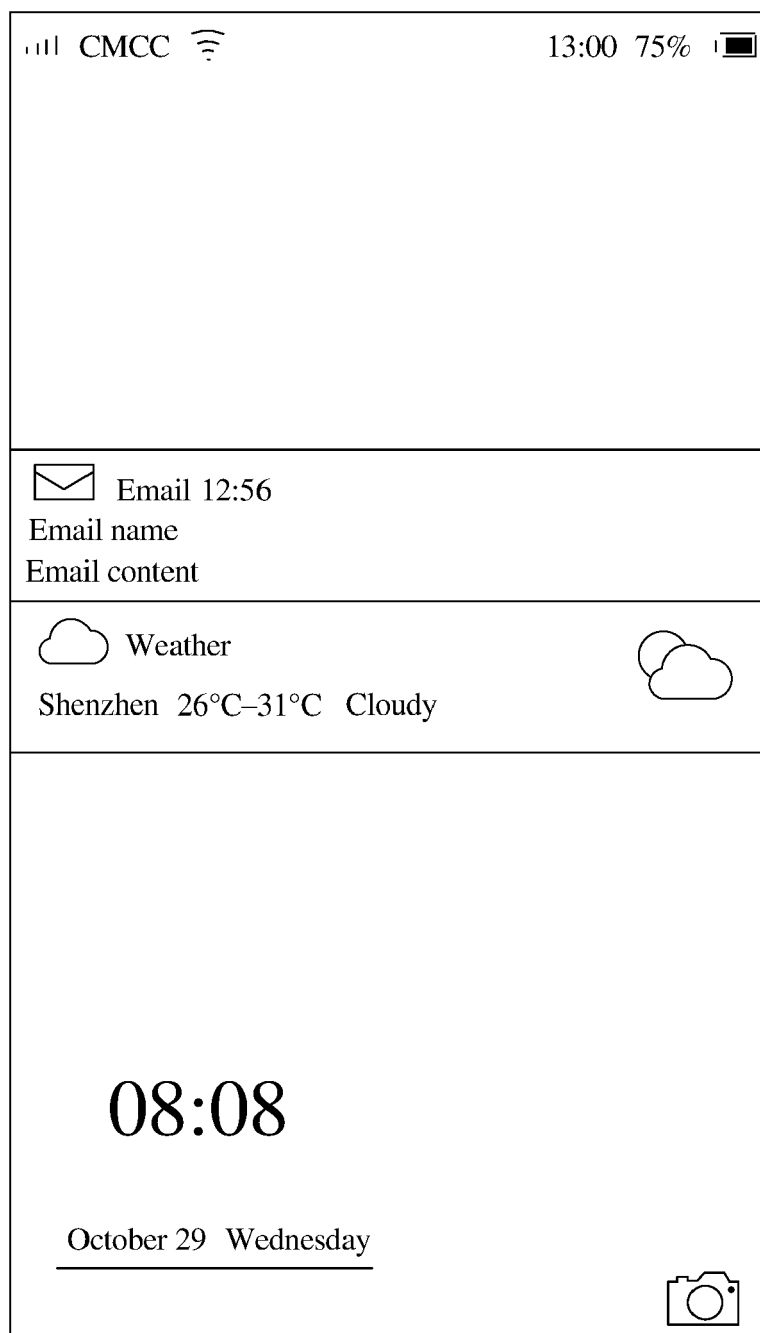 CMCC 13:00 75%
Email 12:56
Email name
Email content
Weather
Shenzhen 26°C–31°C Cloudy
08:08
October 29 Wednesday